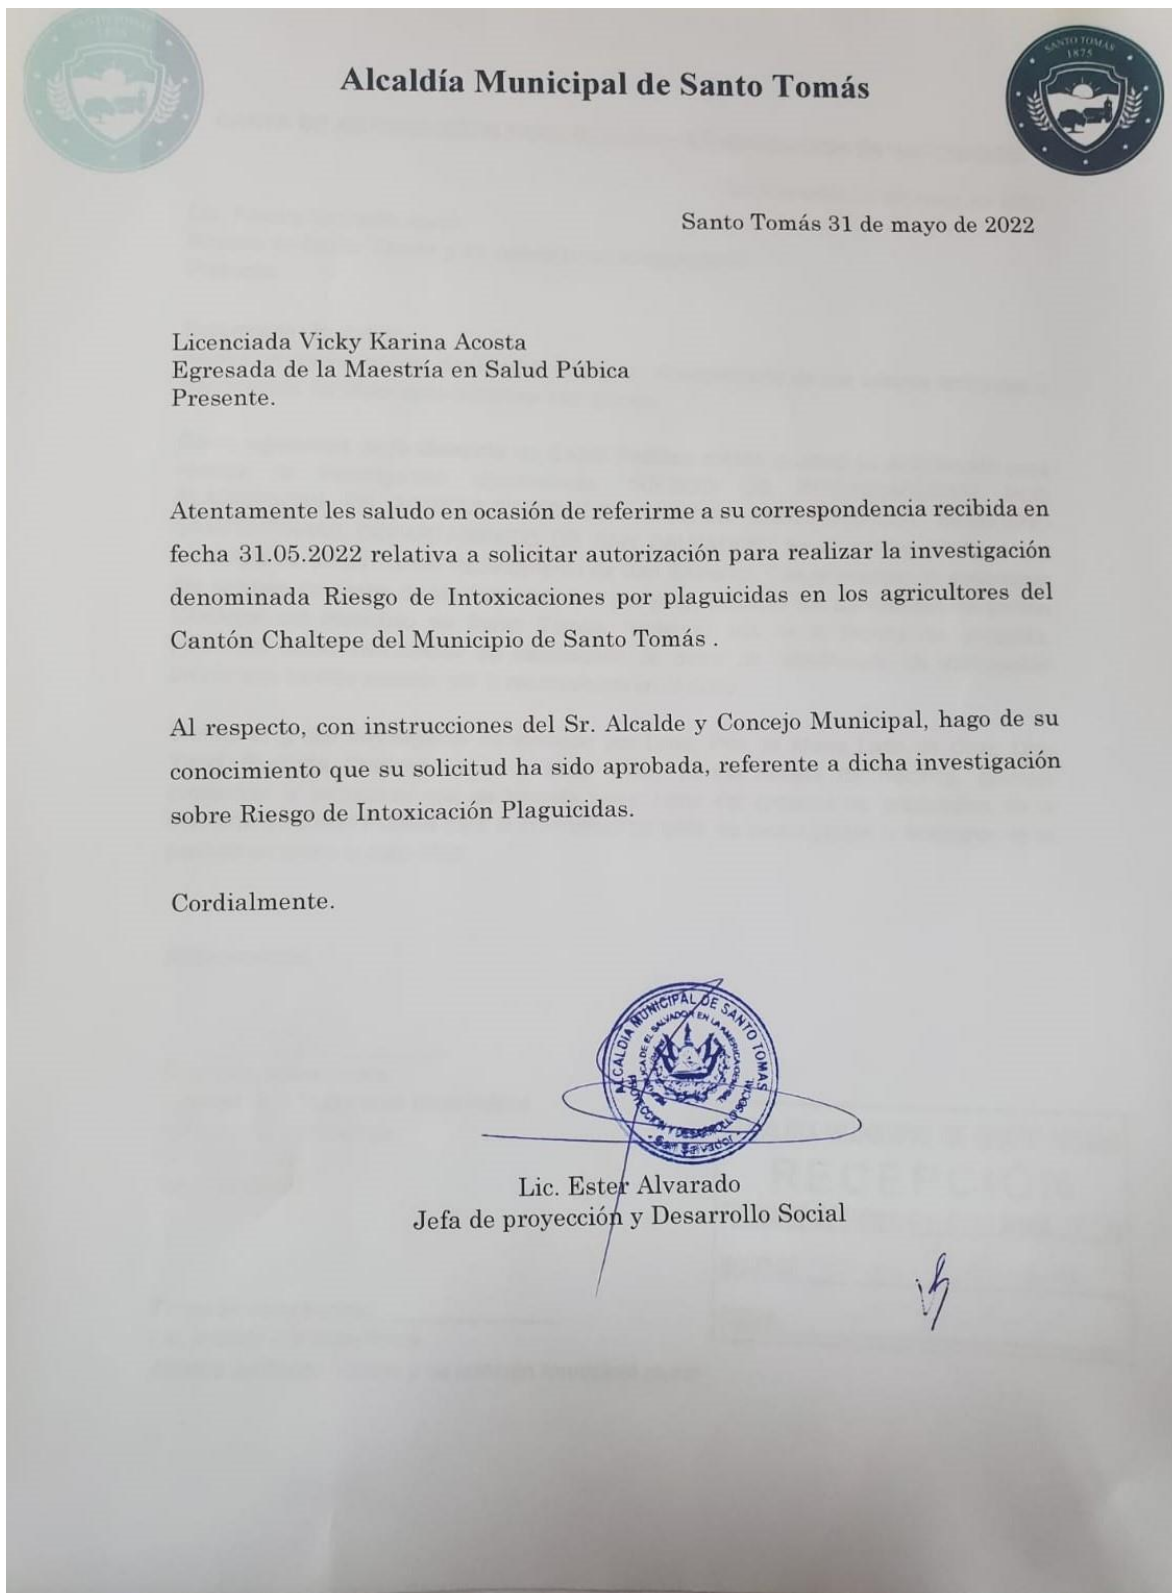 SANTO TOMÁS
1875
Alcaldía Municipal de Santo Tomás
Santo Tomás 31 de mayo de 2022
Licenciada Vicky Karina Acosta
Egresada de la Maestría en Salud Púbica
Presente.
Atentamente les saludo en ocasión de referirme a su correspondencia recibida en
fecha 31.05.2022 relativa a solicitar autorización para realizar la investigación
denominada Riesgo de Intoxicaciones por plaguicidas en los agricultores del
Cantón Chaltepe del Municipio de Santo Tomás .
Al respecto, con instrucciones del Sr. Alcalde y Concejo Municipal, hago de su
conocimiento que su solicitud ha sido aprobada, referente a dicha investigación
sobre Riesgo de Intoxicación Plaguicidas.
Cordialmente.
ALCALDIA MUNICIPAL DE SANTO TOMAS
PROYECCION Y DESARROLLO SOCIAL
San Salvador
Lic. Ester Alvarado
Jefa de proyección y Desarrollo Social
RECEPCIÓN